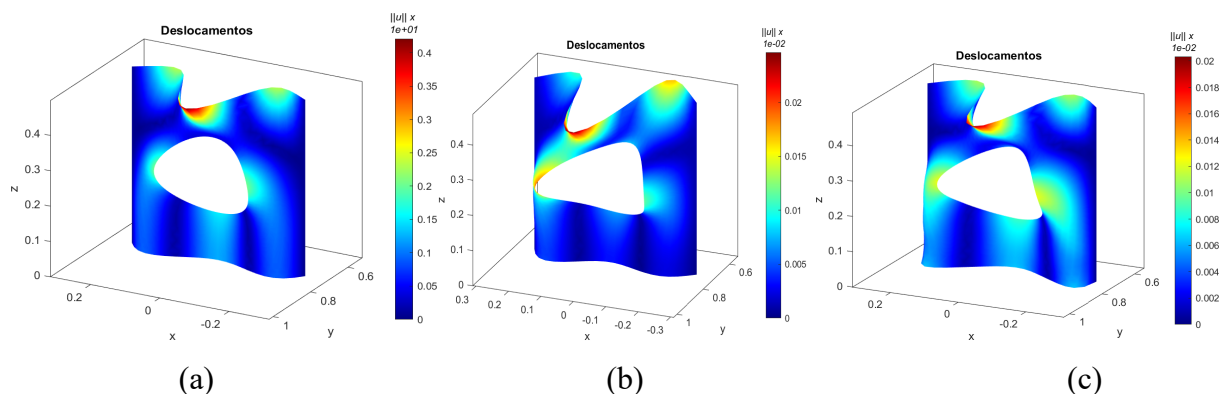 Deslocamentos
||u|| x
1e+01
0.4
0.35
0.3
0.25
0.2
0.15
0.1
0.05
0
0.4
0.3
0.2
0.1
0
z
0.2
0
-0.2
x
1
0.8
0.6
y
(a)
Deslocamentos
||u|| x
1e-02
0.02
0.015
0.01
0.005
0
0.4
0.3
0.2
0.1
0
z
0.3
0.2
0.1
0
-0.1
-0.2
-0.3
x
1
0.8
0.6
y
(b)
Deslocamentos
||u|| x
1e-02
0.02
0.018
0.016
0.014
0.012
0.01
0.008
0.006
0.004
0.002
0
0.4
0.3
0.2
0.1
0
z
0.2
0
-0.2
x
1
0.8
0.6
y
(c)